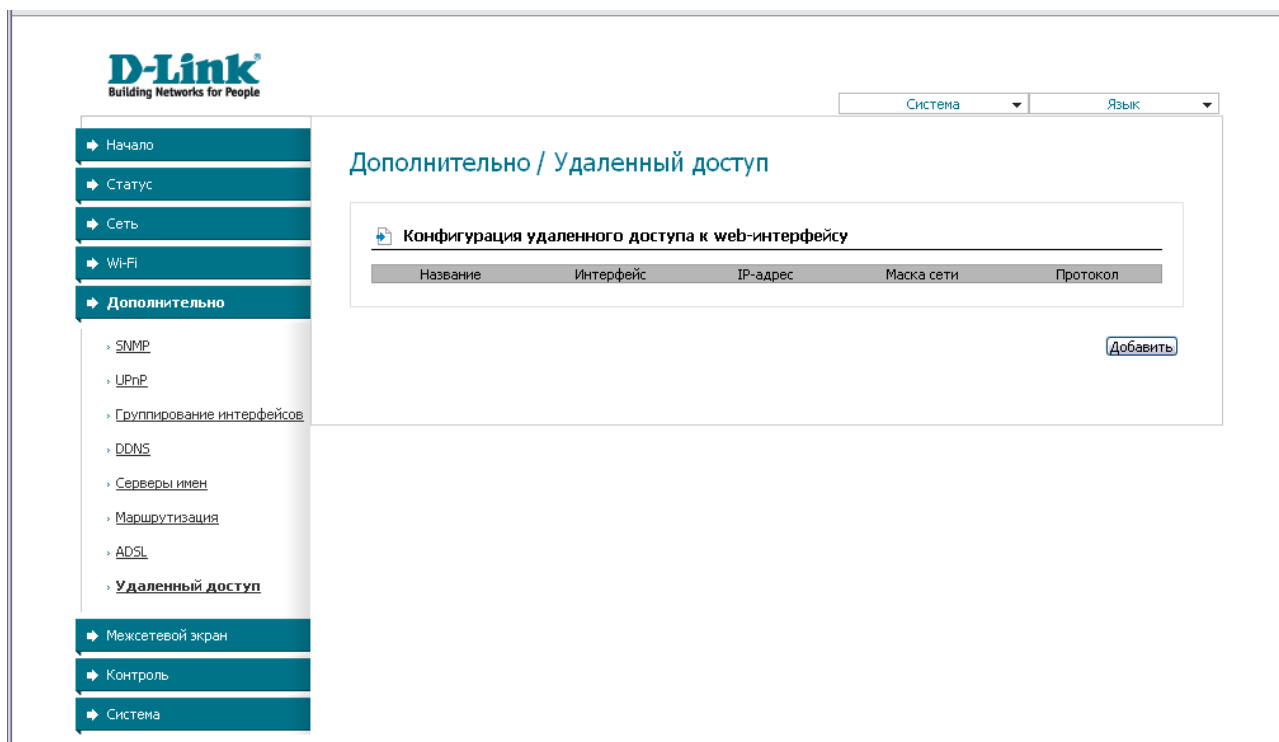 D-Link
Building Networks for People
Система
Язык
Начало
Статус
Сеть
Wi-Fi
Дополнительно
SNMP
UPnP
Группирование интерфейсов
DDNS
Серверы имен
Маршрутизация
ADSL
Удаленный доступ
Межсетевой экран
Контроль
Система
Дополнительно / Удаленный доступ
Конфигурация удаленного доступа к web-интерфейсу
Название Интерфейс IP-адрес Маска сети Протокол
Добавить